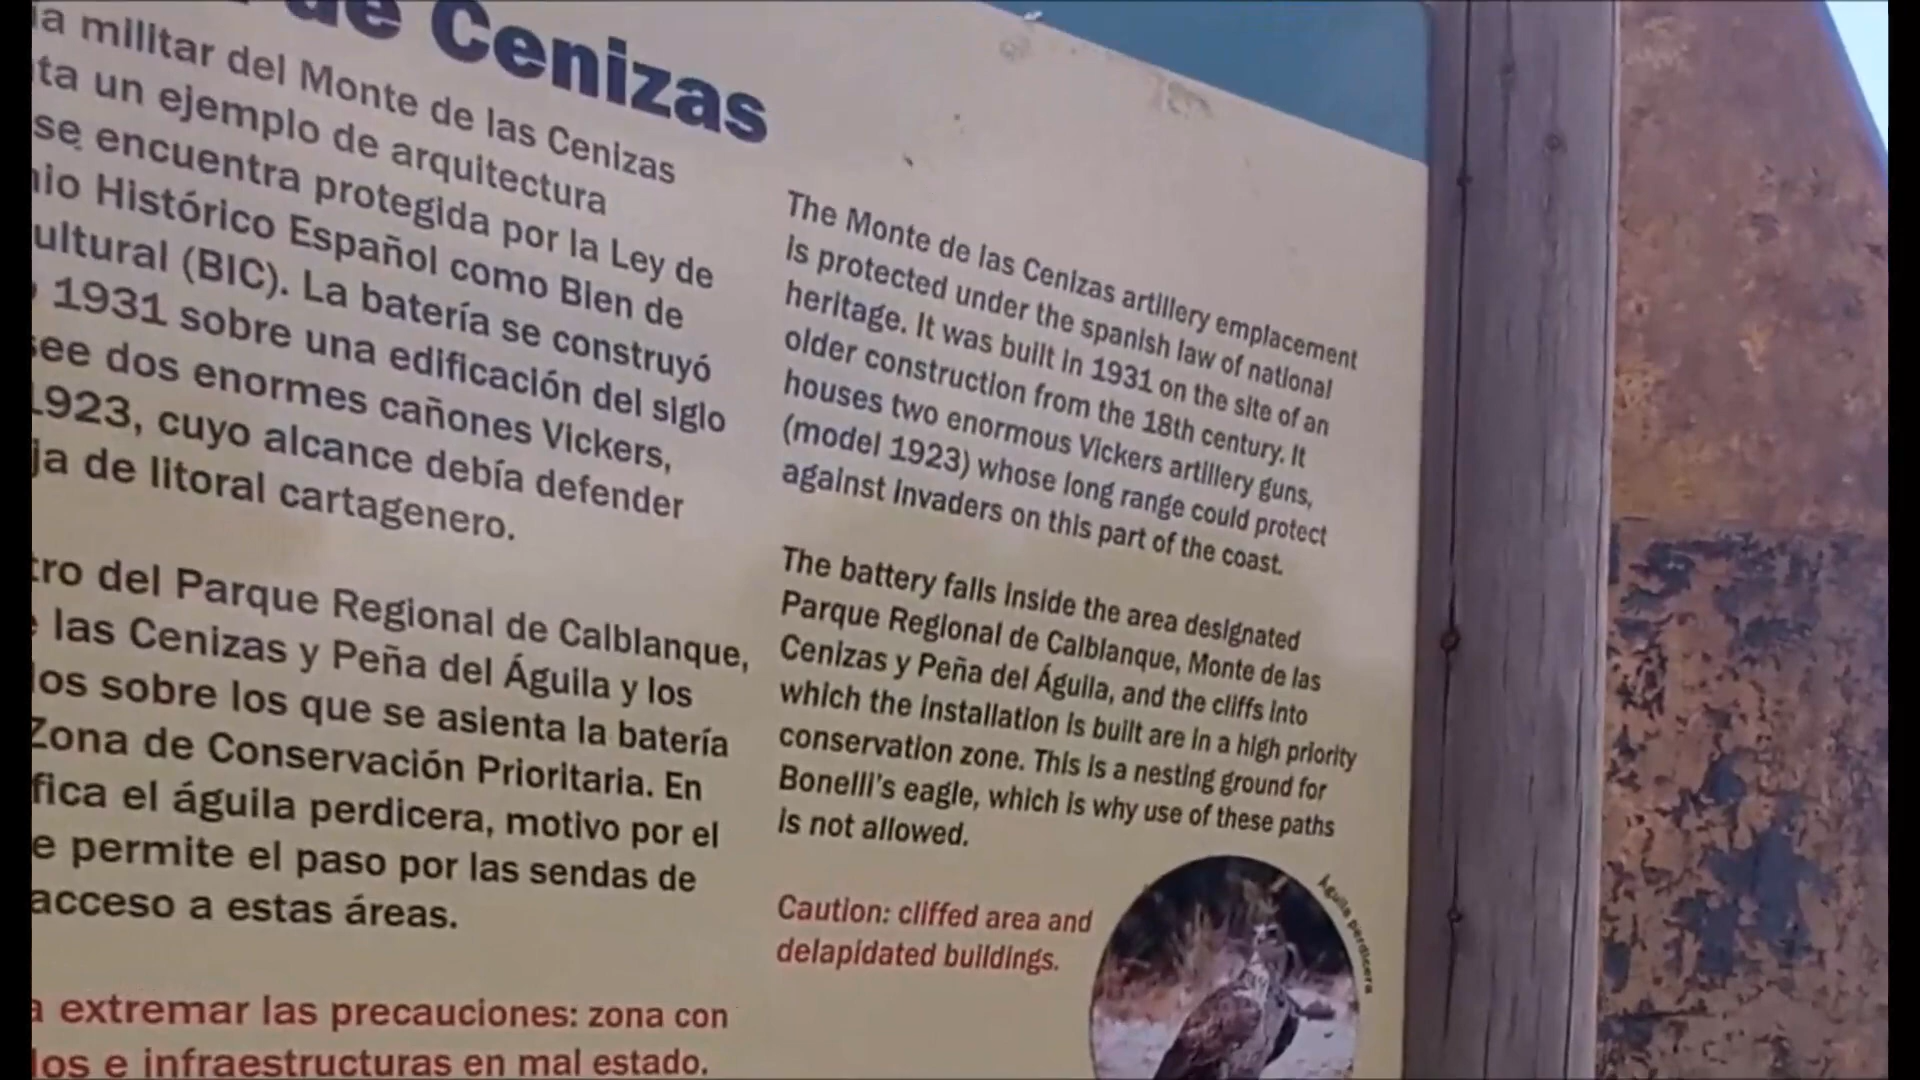 de Cenizas
militar del Monte de las Cenizas
un ejemplo de arquitectura
se encuentra protegida por la Ley de
Histórico Español como Bien de
(BIC). La batería se construyó
1931 sobre una edificación del siglo
dos enormes cañones Vickers,
1923, cuyo alcance debía defender
de litoral cartagenero.
del Parque Regional de Calblanque,
las Cenizas y Peña del Águila y los
sobre los que se asienta la batería
Zona de Conservación Prioritaria. En
el águila perdicera, motivo por el
permite el paso por las sendas de
acceso a estas áreas.
extremar las precauciones: zona con
e infraestructuras en mal estado.
The Monte de las Cenizas artillery emplacement
is protected under the spanish law of national
heritage. It was built in 1931 on the site of an
older construction from the 18th century. It
houses two enormous Vickers artillery guns,
(model 1923) whose long range could protect
against invaders on this part of the coast.
The battery falls inside the area designated
Parque Regional de Calblanque, Monte de las
Cenizas y Peña del Águila, and the cliffs into
which the installation is built are in a high priority
conservation zone. This is a nesting ground for
Bonelli's eagle, which is why use of these paths
is not allowed.
Caution: cliffed area and
delapidated buildings.
Águila perdicera